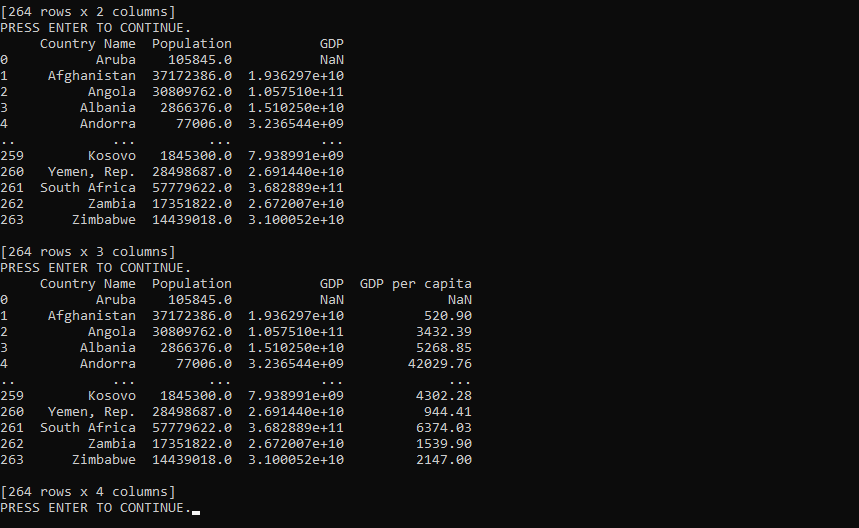 [264 rows x 2 columns]
PRESS ENTER TO CONTINUE.
     Country Name  Population           GDP
0           Aruba    105845.0           NaN
1     Afghanistan  37172386.0  1.936297e+10
2          Angola  30809762.0  1.057510e+11
3         Albania   2866376.0  1.510250e+10
4         Andorra     77006.0  3.236544e+09
..            ...         ...           ...
259        Kosovo   1845300.0  7.938991e+09
260   Yemen, Rep.  28498687.0  2.691440e+10
261  South Africa  57779622.0  3.682889e+11
262        Zambia  17351822.0  2.672007e+10
263      Zimbabwe  14439018.0  3.100052e+10

[264 rows x 3 columns]
PRESS ENTER TO CONTINUE.
     Country Name  Population           GDP  GDP per capita
0           Aruba    105845.0           NaN             NaN
1     Afghanistan  37172386.0  1.936297e+10          520.90
2          Angola  30809762.0  1.057510e+11         3432.39
3         Albania   2866376.0  1.510250e+10         5268.85
4         Andorra     77006.0  3.236544e+09        42029.76
..            ...         ...           ...             ...
259        Kosovo   1845300.0  7.938991e+09         4302.28
260   Yemen, Rep.  28498687.0  2.691440e+10          944.41
261  South Africa  57779622.0  3.682889e+11         6374.03
262        Zambia  17351822.0  2.672007e+10         1539.90
263      Zimbabwe  14439018.0  3.100052e+10         2147.00

[264 rows x 4 columns]
PRESS ENTER TO CONTINUE.